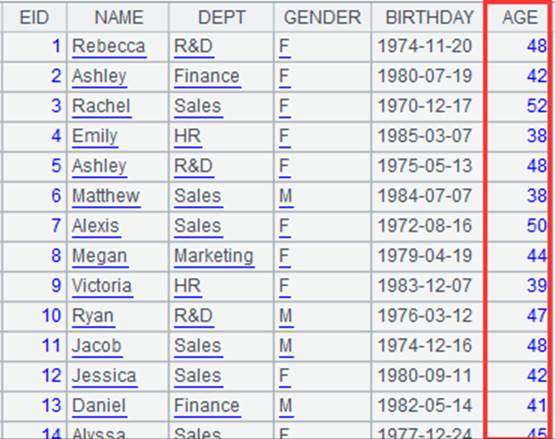 EID NAME DEPT GENDER BIRTHDAY AGE
1 Rebecca R&D F 1974-11-20 48
2 Ashley Finance F 1980-07-19 42
3 Rachel Sales F 1970-12-17 52
4 Emily HR F 1985-03-07 38
5 Ashley R&D F 1975-05-13 48
6 Matthew Sales M 1984-07-07 38
7 Alexis Sales F 1972-08-16 50
8 Megan Marketing F 1979-04-19 44
9 Victoria HR F 1983-12-07 39
10 Ryan R&D M 1976-03-12 47
11 Jacob Sales M 1974-12-16 48
12 Jessica Sales F 1980-09-11 42
13 Daniel Finance M 1982-05-14 41
14 Alyssa Sales F 1977-12-24 45